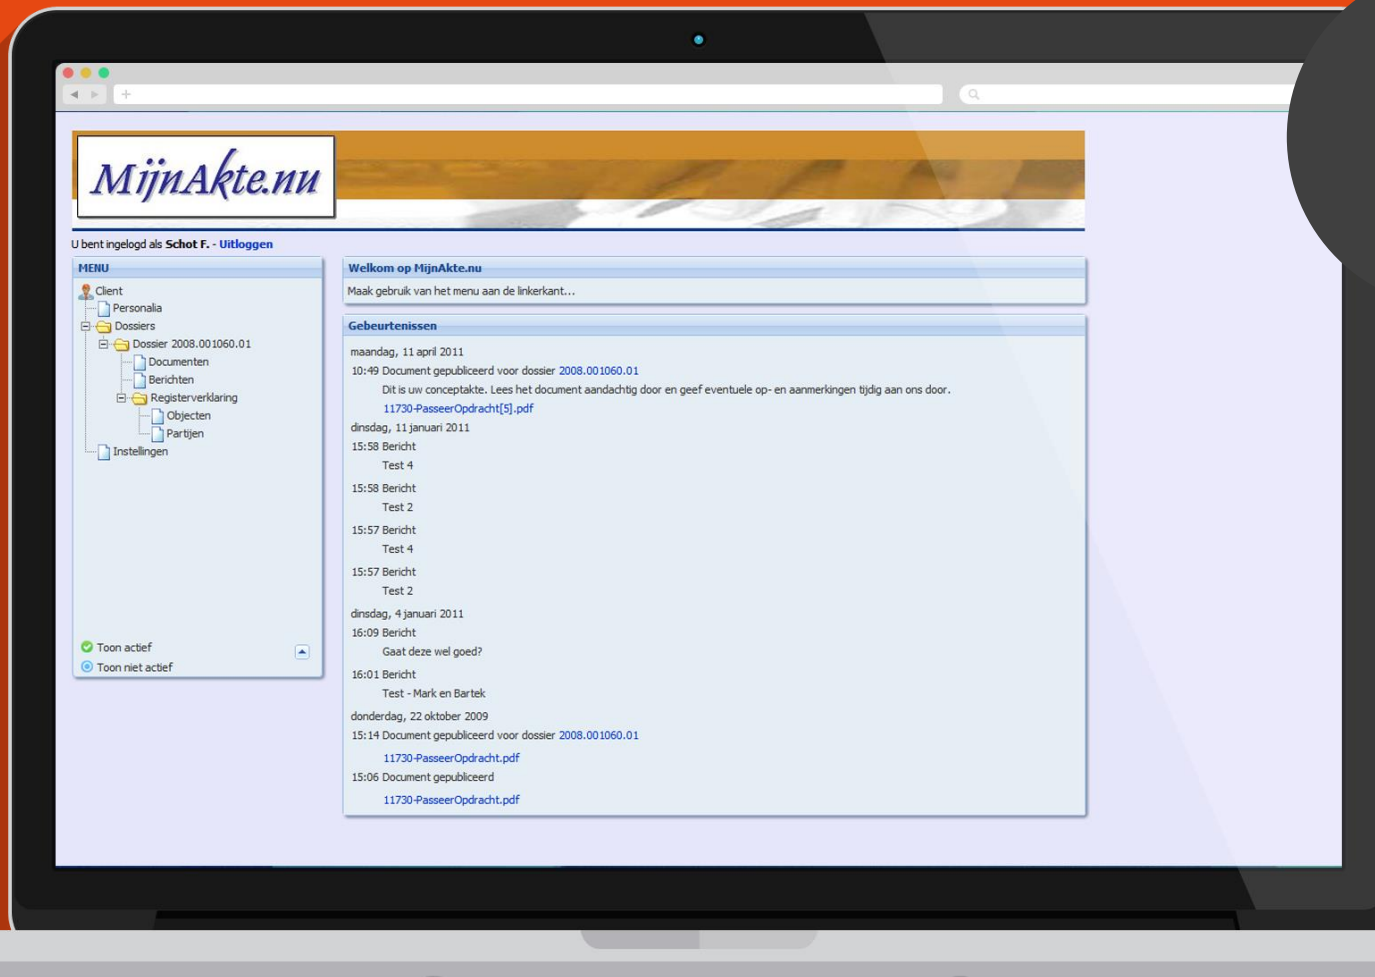 MijnAkte.nu
U bent ingelogd als Schot F. - Uitloggen
MENU
Client
Personalia
Dossiers
Dossier 2008.001060.01
Documenten
Berichten
Registerverklaring
Objecten
Partijen
Instellingen
Toon actief
Toon niet actief
Welkom op MijnAkte.nu
Maak gebruik van het menu aan de linkerkant...
Gebeurtenissen
maandag, 11 april 2011
10:49 Document gepubliceerd voor dossier 2008.001060.01
Dit is uw conceptakte. Lees het document aandachtig door en geef eventuele op- en aanmerkingen tijdig aan ons door.
11730-PasseerOpdracht[5].pdf
dinsdag, 11 januari 2011
15:58 Bericht
Test 4
15:58 Bericht
Test 2
15:57 Bericht
Test 4
15:57 Bericht
Test 2
dinsdag, 4 januari 2011
16:09 Bericht
Gaat deze wel goed?
16:01 Bericht
Test - Mark en Bartek
donderdag, 22 oktober 2009
15:14 Document gepubliceerd voor dossier 2008.001060.01
11730-PasseerOpdracht.pdf
15:06 Document gepubliceerd
11730-PasseerOpdracht.pdf